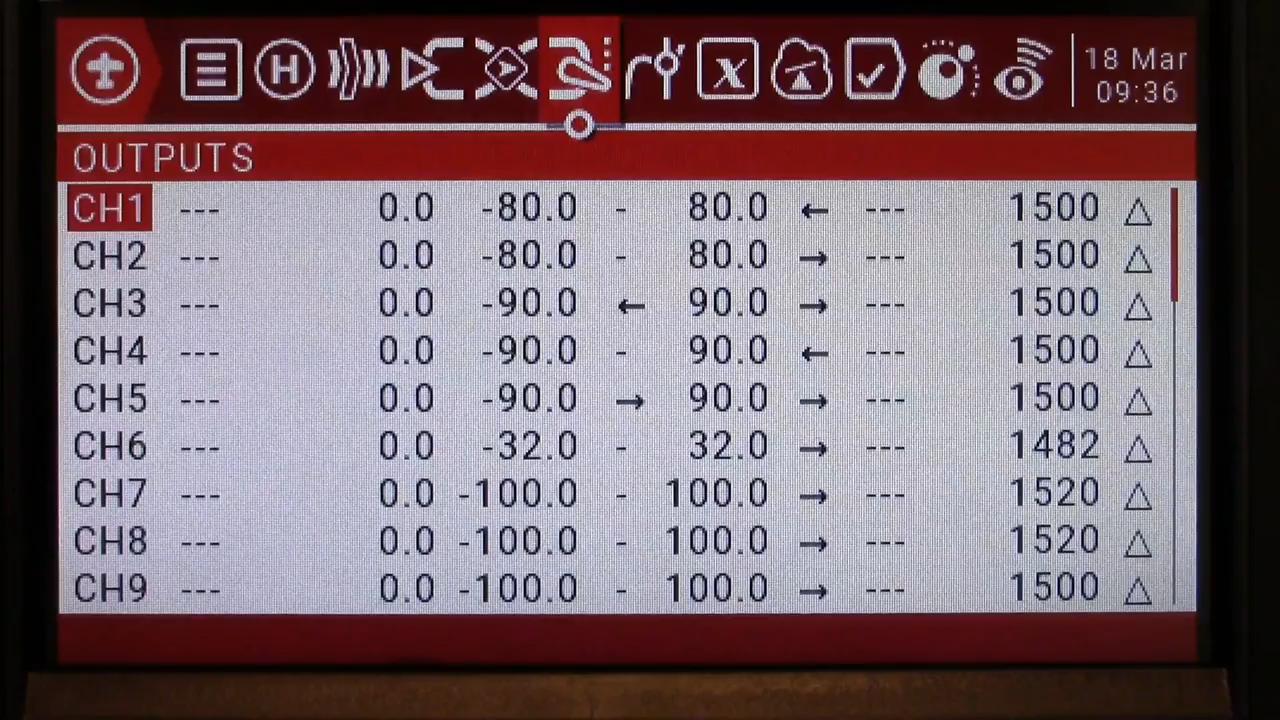 18 Mar
09:36
OUTPUTS
CH1 --- 0.0 -80.0 - 80.0 ← --- 1500 △
CH2 --- 0.0 -80.0 - 80.0 → --- 1500 △
CH3 --- 0.0 -90.0 ← 90.0 → --- 1500 △
CH4 --- 0.0 -90.0 - 90.0 ← --- 1500 △
CH5 --- 0.0 -90.0 → 90.0 → --- 1500 △
CH6 --- 0.0 -32.0 - 32.0 → --- 1482 △
CH7 --- 0.0 -100.0 - 100.0 → --- 1520 △
CH8 --- 0.0 -100.0 - 100.0 → --- 1520 △
CH9 --- 0.0 -100.0 - 100.0 → --- 1500 △